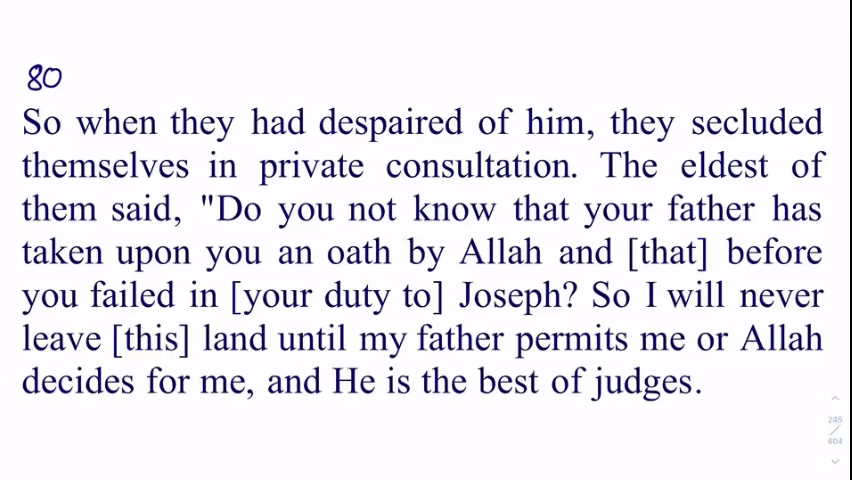 80
So when they had despaired of him, they secluded
themselves in private consultation. The eldest of
them said, "Do you not know that your father has
taken upon you an oath by Allah and [that] before
you failed in [your duty to] Joseph? So I will never
leave [this] land until my father permits me or Allah
decides for me, and He is the best of judges.
245
604